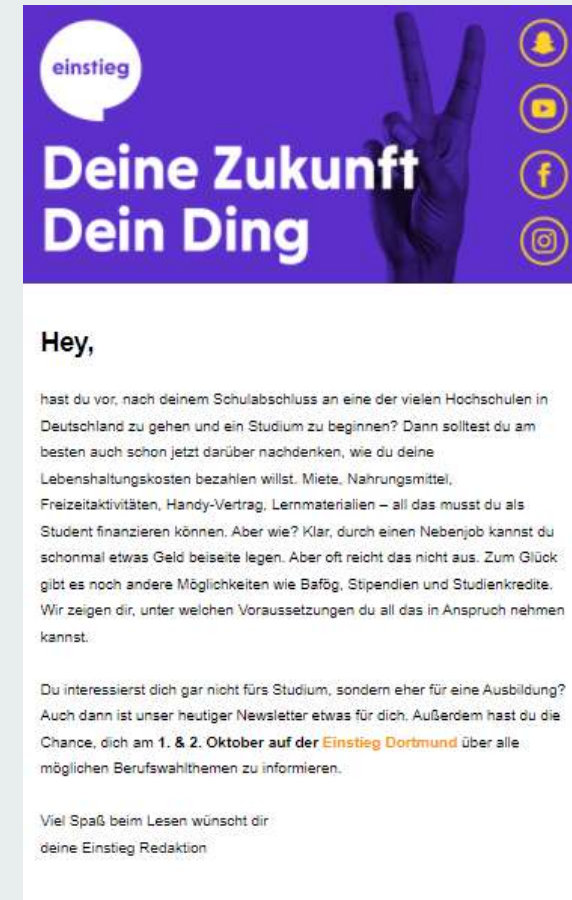 einstieg
Deine Zukunft
Dein Ding
Hey,
hast du vor, nach deinem Schulabschluss an eine der vielen Hochschulen in
Deutschland zu gehen und ein Studium zu beginnen? Dann solltest du am
besten auch schon jetzt darüber nachdenken, wie du deine
Lebenshaltungskosten bezahlen willst. Miete, Nahrungsmittel,
Freizeitaktivitäten, Handy-Vertrag, Lernmaterialien – all das musst du als
Student finanzieren können. Aber wie? Klar, durch einen Nebenjob kannst du
schonmal etwas Geld beiseite legen. Aber oft reicht das nicht aus. Zum Glück
gibt es noch andere Möglichkeiten wie Bafög, Stipendien und Studienkredite.
Wir zeigen dir, unter welchen Voraussetzungen du all das in Anspruch nehmen
kannst.
Du interessierst dich gar nicht fürs Studium, sondern eher für eine Ausbildung?
Auch dann ist unser heutiger Newsletter etwas für dich. Außerdem hast du die
Chance, dich am 1. & 2. Oktober auf der Einstieg Dortmund über alle
möglichen Berufswahlthemen zu informieren.
Viel Spaß beim Lesen wünscht dir
deine Einstieg Redaktion